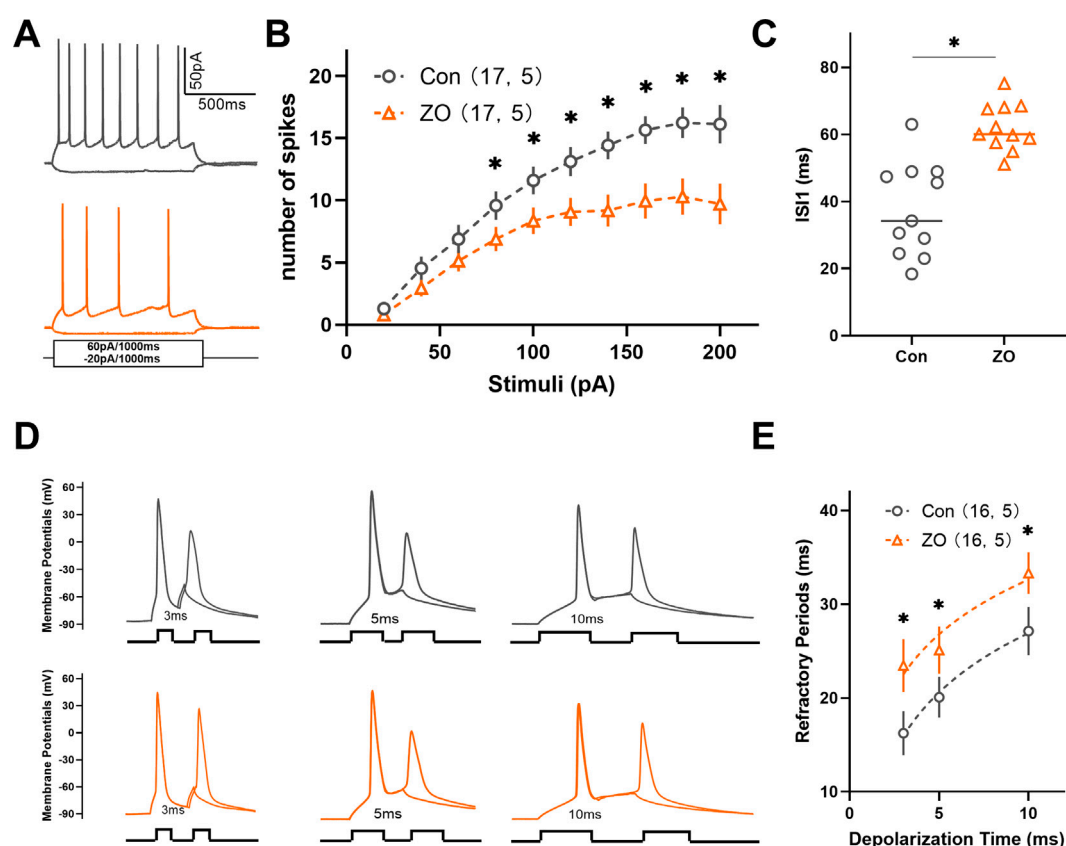 A
50pA
500ms
60pA/1000ms
-20pA/1000ms
B
number of spikes
20
15
10
5
0
Con (17, 5)
ZO (17, 5)
* * * * * * *
0 50 100 150 200
Stimuli (pA)
C
ISI1 (ms)
80
60
40
20
0
*
Con ZO
D
Membrane Potentials (mV)
60
30
0
-30
-60
-90
3ms
5ms
10ms
Membrane Potentials (mV)
60
30
0
-30
-60
-90
3ms
5ms
10ms
E
Refractory Periods (ms)
40
30
20
10
Con (16, 5)
ZO (16, 5)
* * *
0 5 10
Depolarization Time (ms)